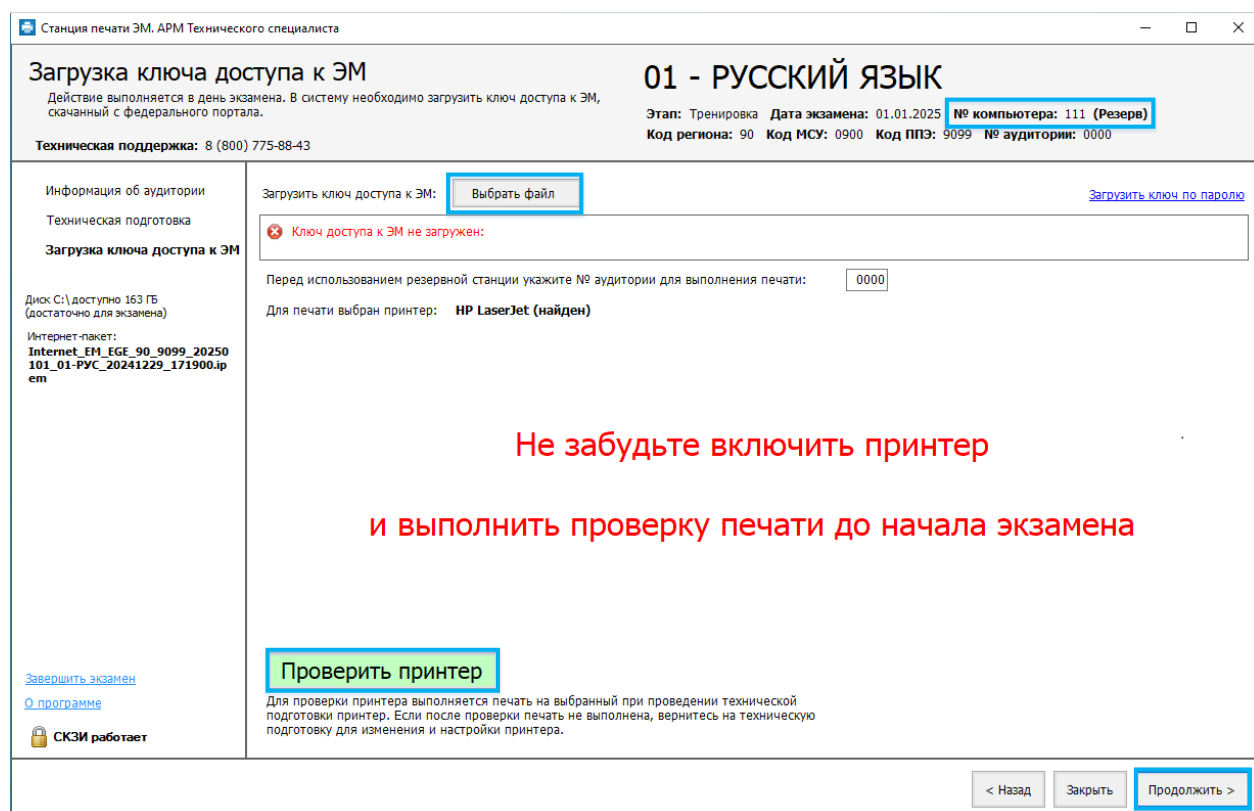 Станция печати ЭМ. АРМ Технического специалиста
Загрузка ключа доступа к ЭМ
Действие выполняется в день экзамена. В систему необходимо загрузить ключ доступа к ЭМ,
скачанный с федерального портала.
Техническая поддержка: 8 (800) 775-88-43
01 - РУССКИЙ ЯЗЫК
Этап: Тренировка Дата экзамена: 01.01.2025 № компьютера: 111 (Резерв)
Код региона: 90 Код МСУ: 0900 Код ППЭ: 9099 № аудитории: 0000
Информация об аудитории
Техническая подготовка
Загрузка ключа доступа к ЭМ
Диск C:\ доступно 163 ГБ
(достаточно для экзамена)
Интернет-пакет:
Internet_EM_EGE_90_9099_20250
101_01-РУС_20241229_171900.ip
em
Завершить экзамен
О программе
СКЗИ работает
Загрузить ключ доступа к ЭМ: Выбрать файл Загрузить ключ по паролю
Ключ доступа к ЭМ не загружен:
Перед использованием резервной станции укажите № аудитории для выполнения печати: 0000
Для печати выбран принтер: HP LaserJet (найден)
Не забудьте включить принтер
и выполнить проверку печати до начала экзамена
Проверить принтер
Для проверки принтера выполняется печать на выбранный при проведении технической
подготовки принтер. Если после проверки печать не выполнена, вернитесь на техническую
подготовку для изменения и настройки принтера.
< Назад Закрыть Продолжить >